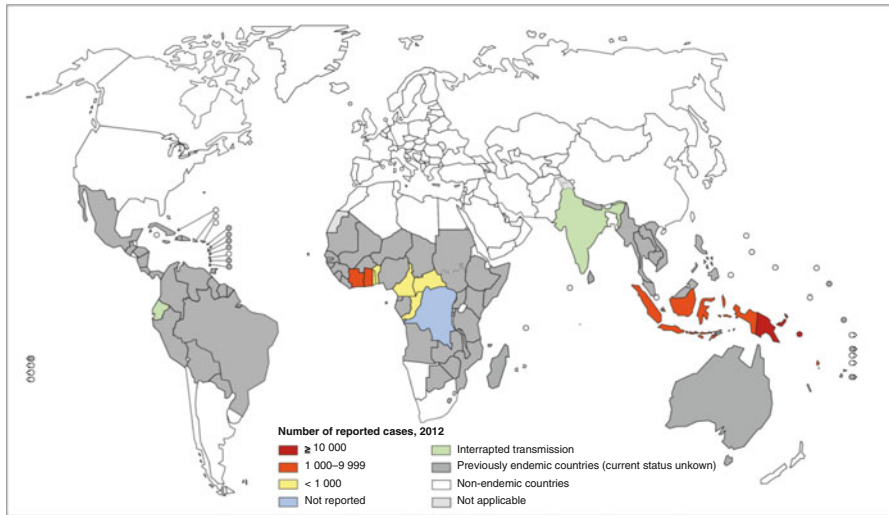 Number of reported cases, 2012
≥ 10 000
1 000–9 999
< 1 000
Not reported
Interrapted transmission
Previously endemic countries (current status unkown)
Non-endemic countries
Not applicable